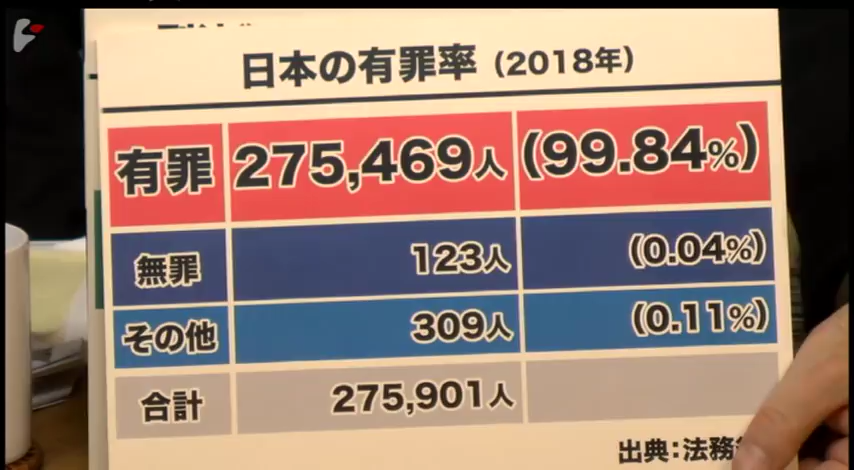 日本の有罪率（2018年）
有罪 275,469人 (99.84%)
無罪 123人 (0.04%)
その他 309人 (0.11%)
合計 275,901人
出典：法務